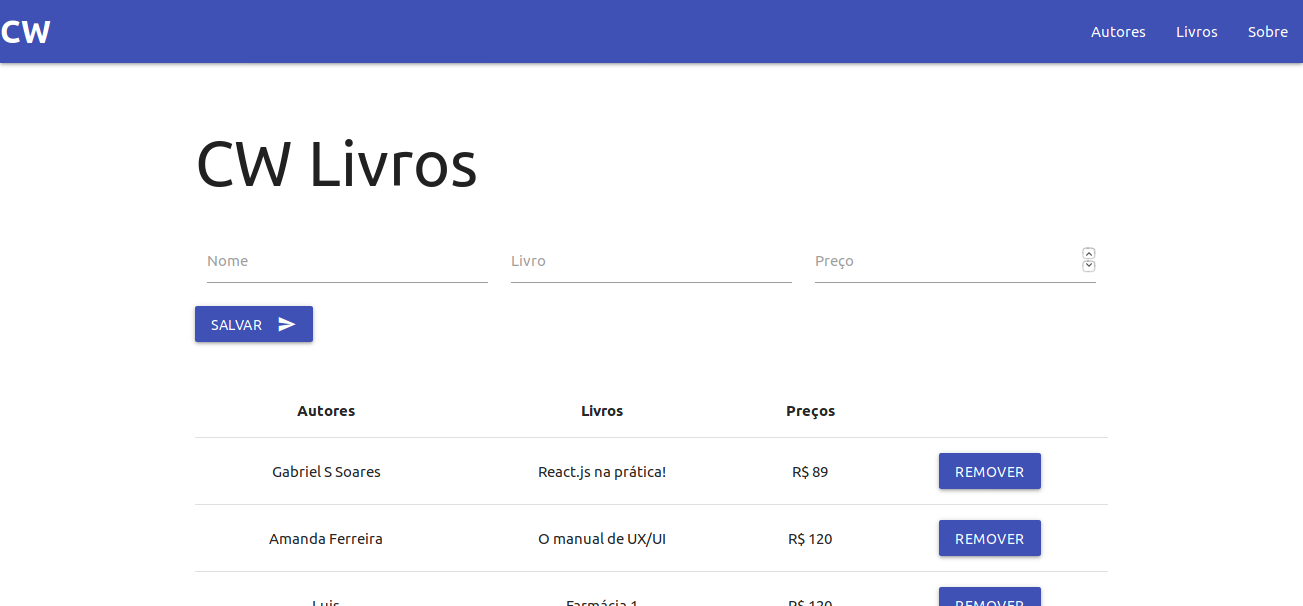 CW Autores Livros Sobre
CW Livros
Nome Livro Preço
SALVAR
Autores Livros Preços
Gabriel S Soares React.js na prática! R$ 89 REMOVER
Amanda Ferreira O manual de UX/UI R$ 120 REMOVER
Luis Farmácia 1 R$ 120 REMOVER